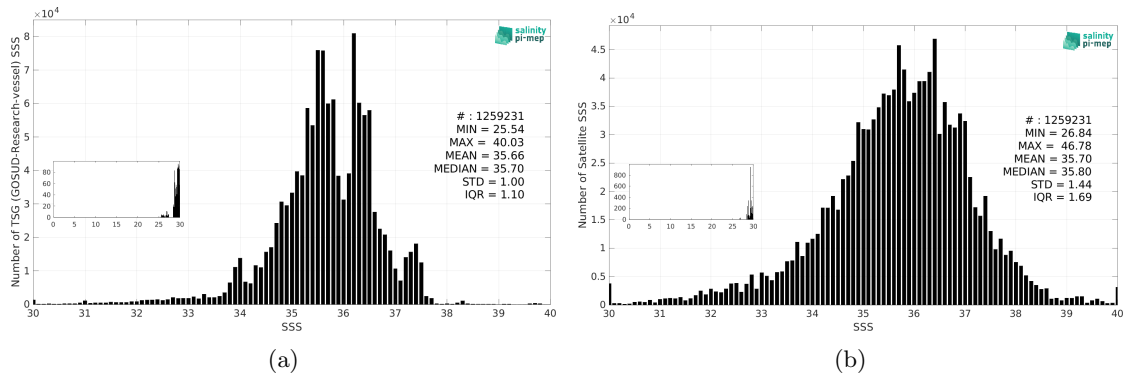 ×10⁴
8
7
6
5
4
3
2
1
0
Number of TSG (GOSUD-Research-vessel) SSS
salinity
pi-mep
# : 1259231
MIN = 25.54
MAX = 40.03
MEAN = 35.66
MEDIAN = 35.70
STD = 1.00
IQR = 1.10
80
60
40
20
0
0 5 10 15 20 25 30
30 31 32 33 34 35 36 37 38 39 40
SSS
(a)
×10⁴
4.5
4
3.5
3
2.5
2
1.5
1
0.5
0
Number of Satellite SSS
salinity
pi-mep
# : 1259231
MIN = 26.84
MAX = 46.78
MEAN = 35.70
MEDIAN = 35.80
STD = 1.44
IQR = 1.69
800
600
400
200
0
0 5 10 15 20 25 30
30 31 32 33 34 35 36 37 38 39 40
SSS
(b)